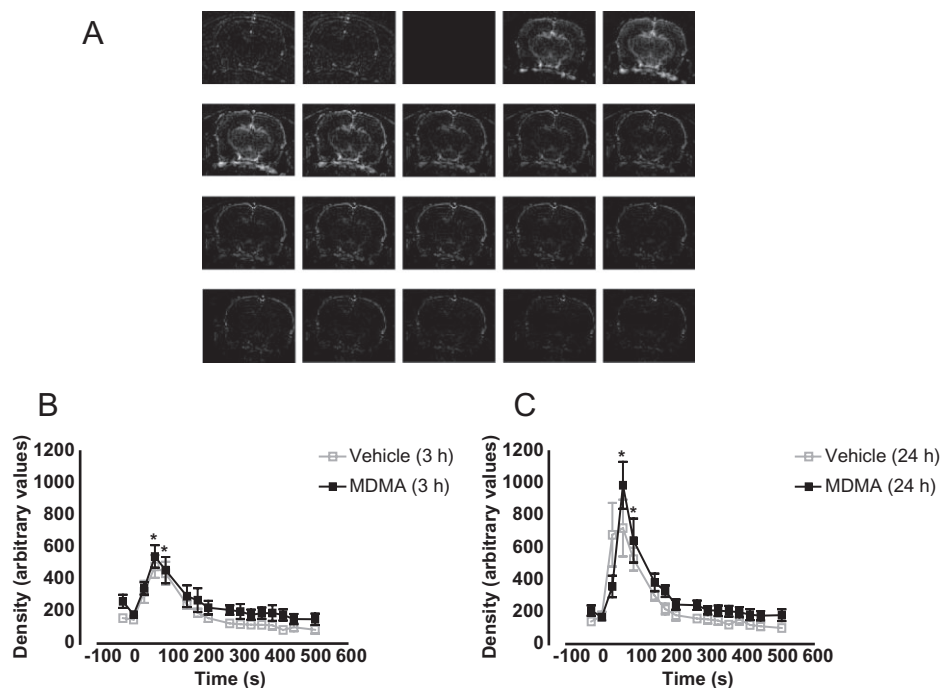 A
B
Density (arbitrary values)
1200
1000
800
600
400
200
0
Vehicle (3 h)
MDMA (3 h)
*
*
-100 0 100 200 300 400 500 600
Time (s)
C
Density (arbitrary values)
1200
1000
800
600
400
200
0
Vehicle (24 h)
MDMA (24 h)
*
*
-100 0 100 200 300 400 500 600
Time (s)